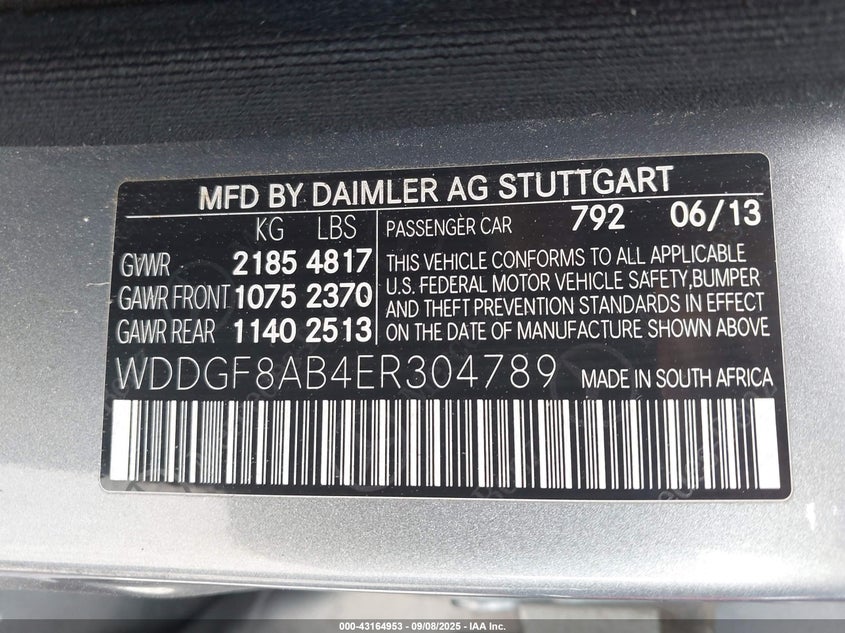 MFD BY DAIMLER AG STUTTGART
KG LBS
GVWR 2185 4817
GAWR FRONT 1075 2370
GAWR REAR 1140 2513
PASSENGER CAR 792 06/13
THIS VEHICLE CONFORMS TO ALL APPLICABLE
U.S. FEDERAL MOTOR VEHICLE SAFETY,BUMPER
AND THEFT PREVENTION STANDARDS IN EFFECT
ON THE DATE OF MANUFACTURE SHOWN ABOVE
WDDGF8AB4ER304789 MADE IN SOUTH AFRICA
000-43164953 - 09/08/2025 - IAA Inc.